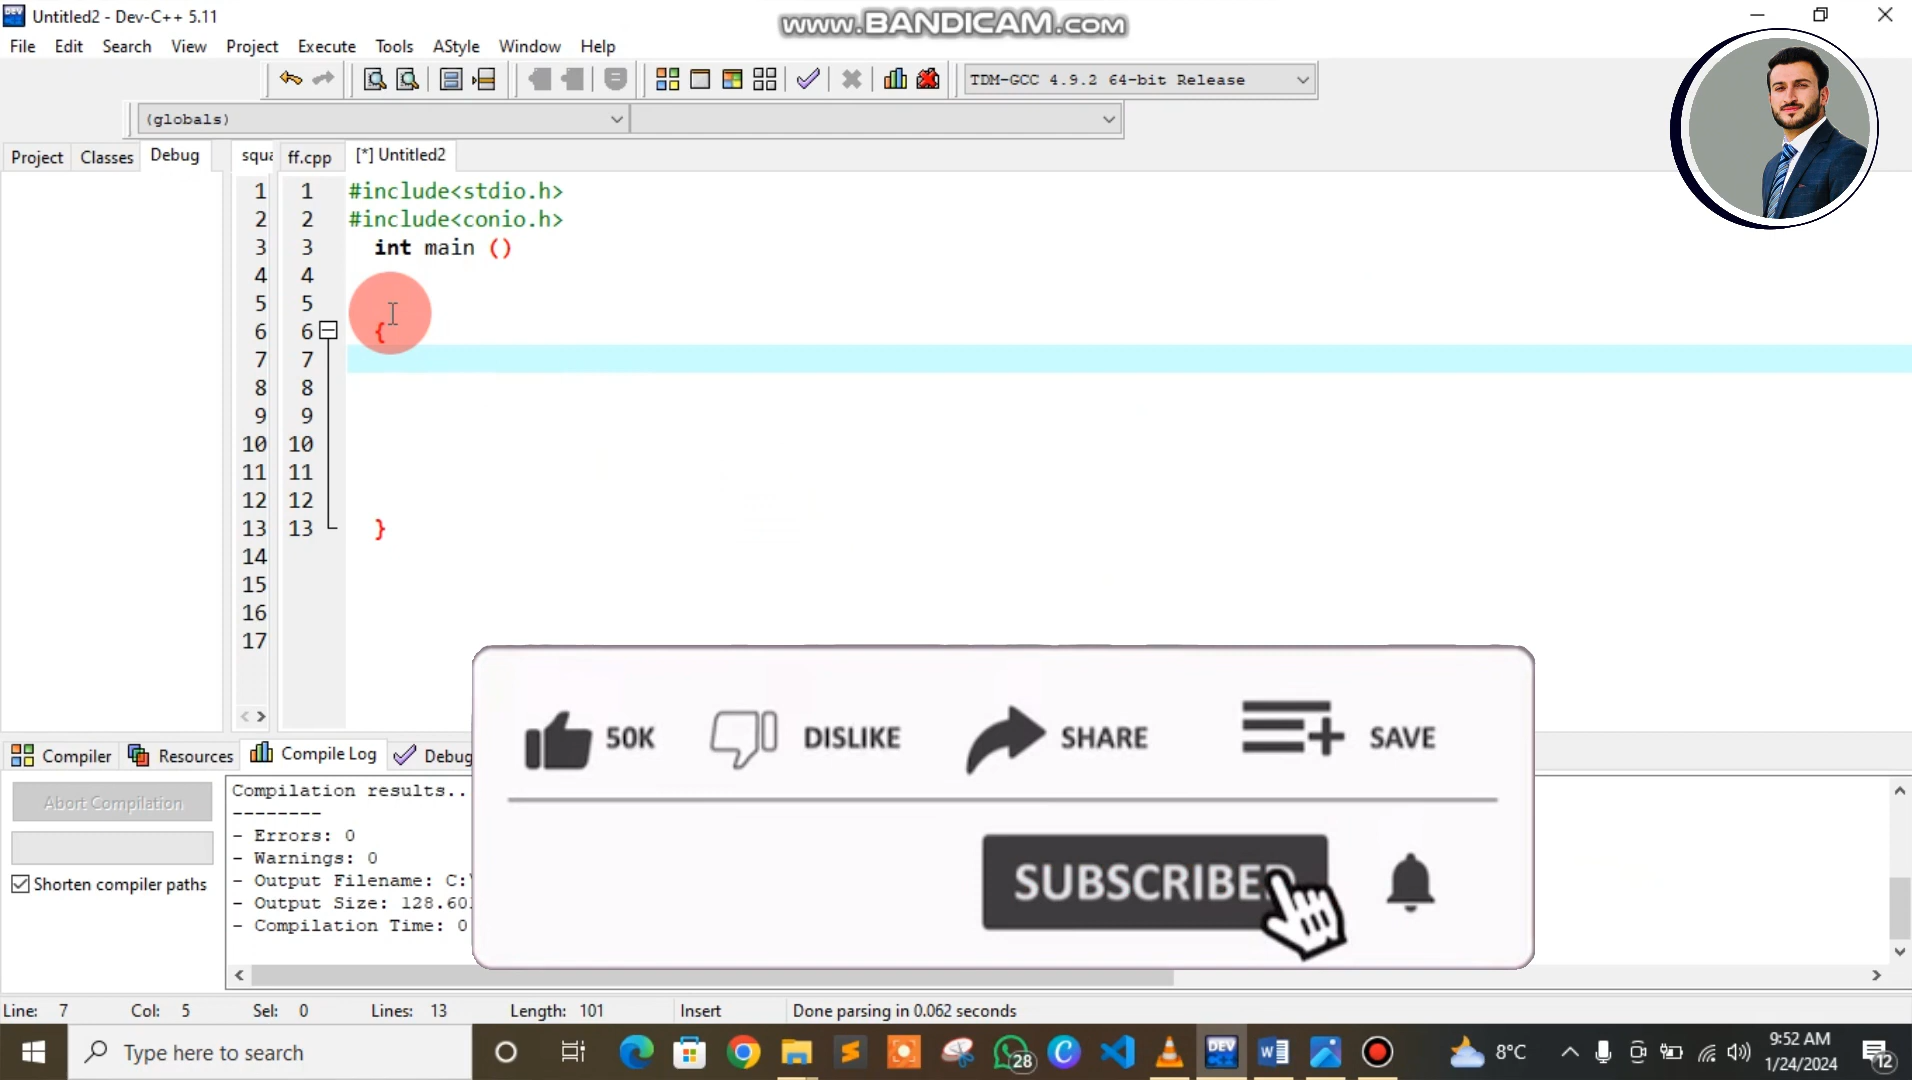 Untitled2 - Dev-C++ 5.11
www.BANDICAM.com
File Edit Search View Project Execute Tools AStyle Window Help
TDM-GCC 4.9.2 64-bit Release
(globals)
Project Classes Debug squa ff.cpp [*] Untitled2
1 1 #include<stdio.h>
2 2 #include<conio.h>
3 3 int main ()
4 4
5 5
6 6 {
7 7
8 8
9 9
10 10
11 11
12 12
13 13 }
14
15
16
17
50K DISLIKE SHARE SAVE
Compiler Resources Compile Log Debug
Abort Compilation
Shorten compiler paths
Compilation results..
--------
- Errors: 0
- Warnings: 0
- Output Filename: C:\
- Output Size: 128.60
- Compilation Time: 0
SUBSCRIBED
Line: 7 Col: 5 Sel: 0 Lines: 13 Length: 101 Insert Done parsing in 0.062 seconds
Type here to search
DEV
28
8°C
9:52 AM
1/24/2024
12